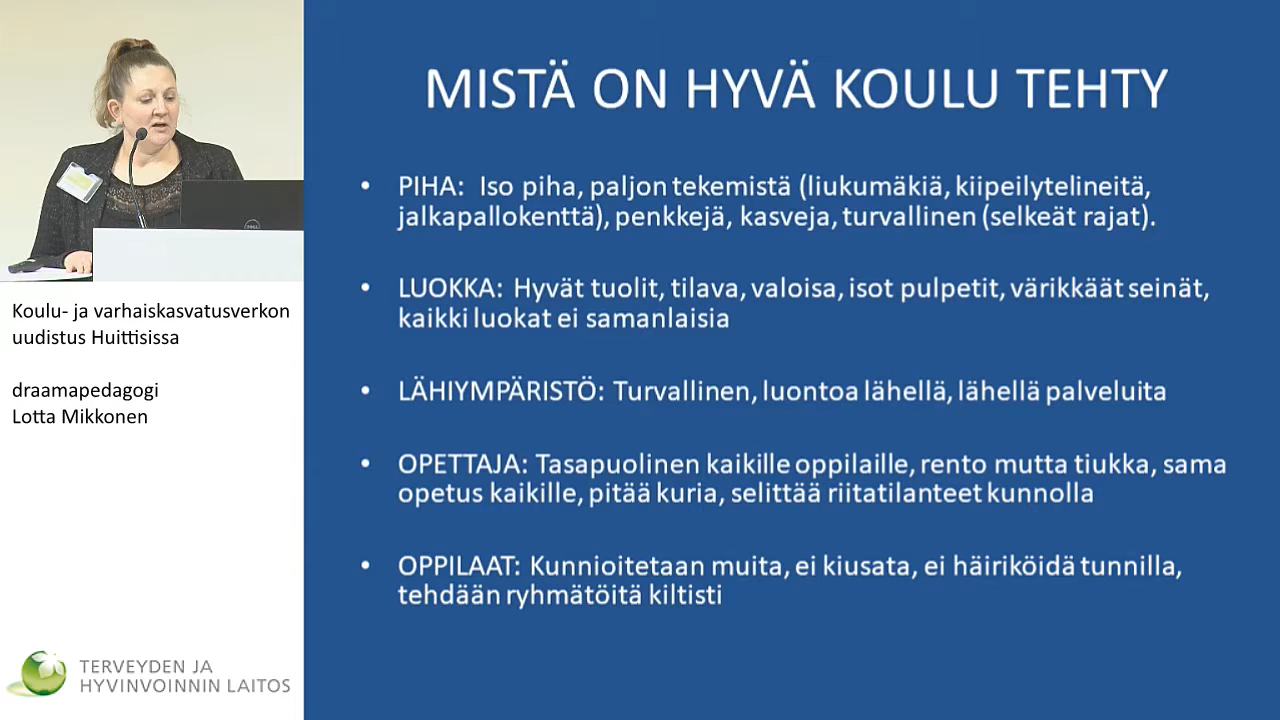 MISTÄ ON HYVÄ KOULU TEHTY
• PIHA: Iso piha, paljon tekemistä (liukumäkiä, kiipeilytelineitä,
jalkapallokenttä), penkkejä, kasveja, turvallinen (selkeät rajat).
• LUOKKA: Hyvät tuolit, tilava, valoisa, isot pulpetit, värikkäät seinät,
kaikki luokat ei samanlaisia
• LÄHIYMPÄRISTÖ: Turvallinen, luontoa lähellä, lähellä palveluita
• OPETTAJA: Tasapuolinen kaikille oppilaille, rento mutta tiukka, sama
opetus kaikille, pitää kuria, selittää riitatilanteet kunnolla
• OPPILAAT: Kunnioitetaan muita, ei kiusata, ei häiriköidä tunnilla,
tehdään ryhmätöitä kiltisti
Koulu- ja varhaiskasvatusverkon
uudistus Huittisissa
draamapedagogi
Lotta Mikkonen
TERVEYDEN JA
HYVINVOINNIN LAITOS